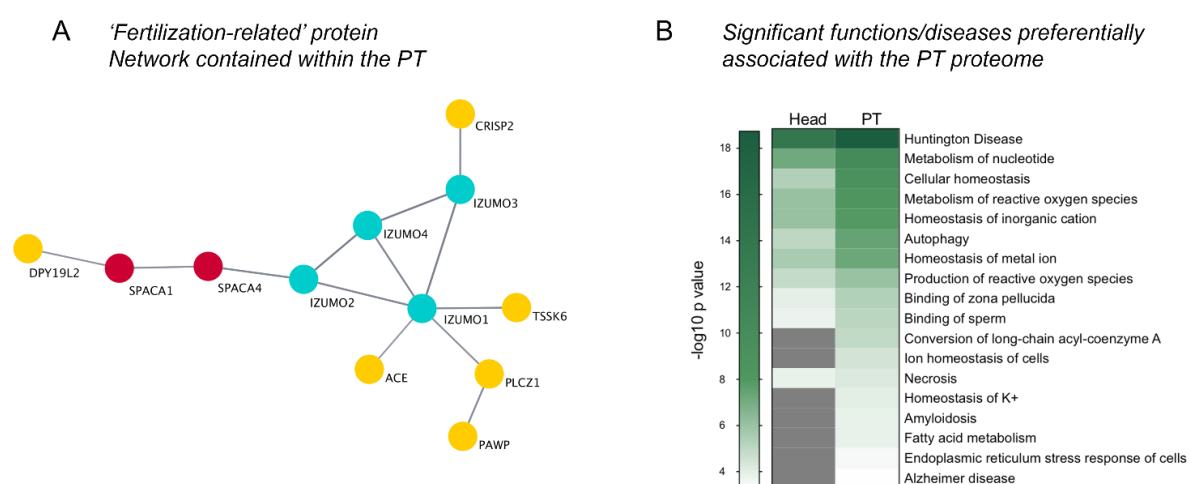 A
'Fertilization-related' protein
Network contained within the PT
CRISP2
IZUMO3
IZUMO4
DPY19L2
SPACA1
SPACA4
IZUMO2
IZUMO1
TSSK6
ACE
PLCZ1
PAWP
B
Significant functions/diseases preferentially
associated with the PT proteome
Head PT
-log10 p value
18
16
14
12
10
8
6
4
Huntington Disease
Metabolism of nucleotide
Cellular homeostasis
Metabolism of reactive oxygen species
Homeostasis of inorganic cation
Autophagy
Homeostasis of metal ion
Production of reactive oxygen species
Binding of zona pellucida
Binding of sperm
Conversion of long-chain acyl-coenzyme A
Ion homeostasis of cells
Necrosis
Homeostasis of K+
Amyloidosis
Fatty acid metabolism
Endoplasmic reticulum stress response of cells
Alzheimer disease